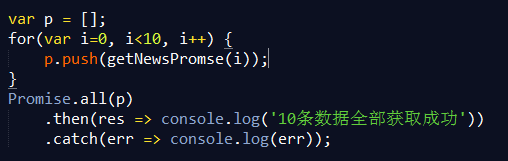 var p = [];
for(var i=0, i<10, i++) {
    p.push(getNewsPromse(i));
}
Promise.all(p)
    .then(res => console.log('10条数据全部获取成功'))
    .catch(err => console.log(err));